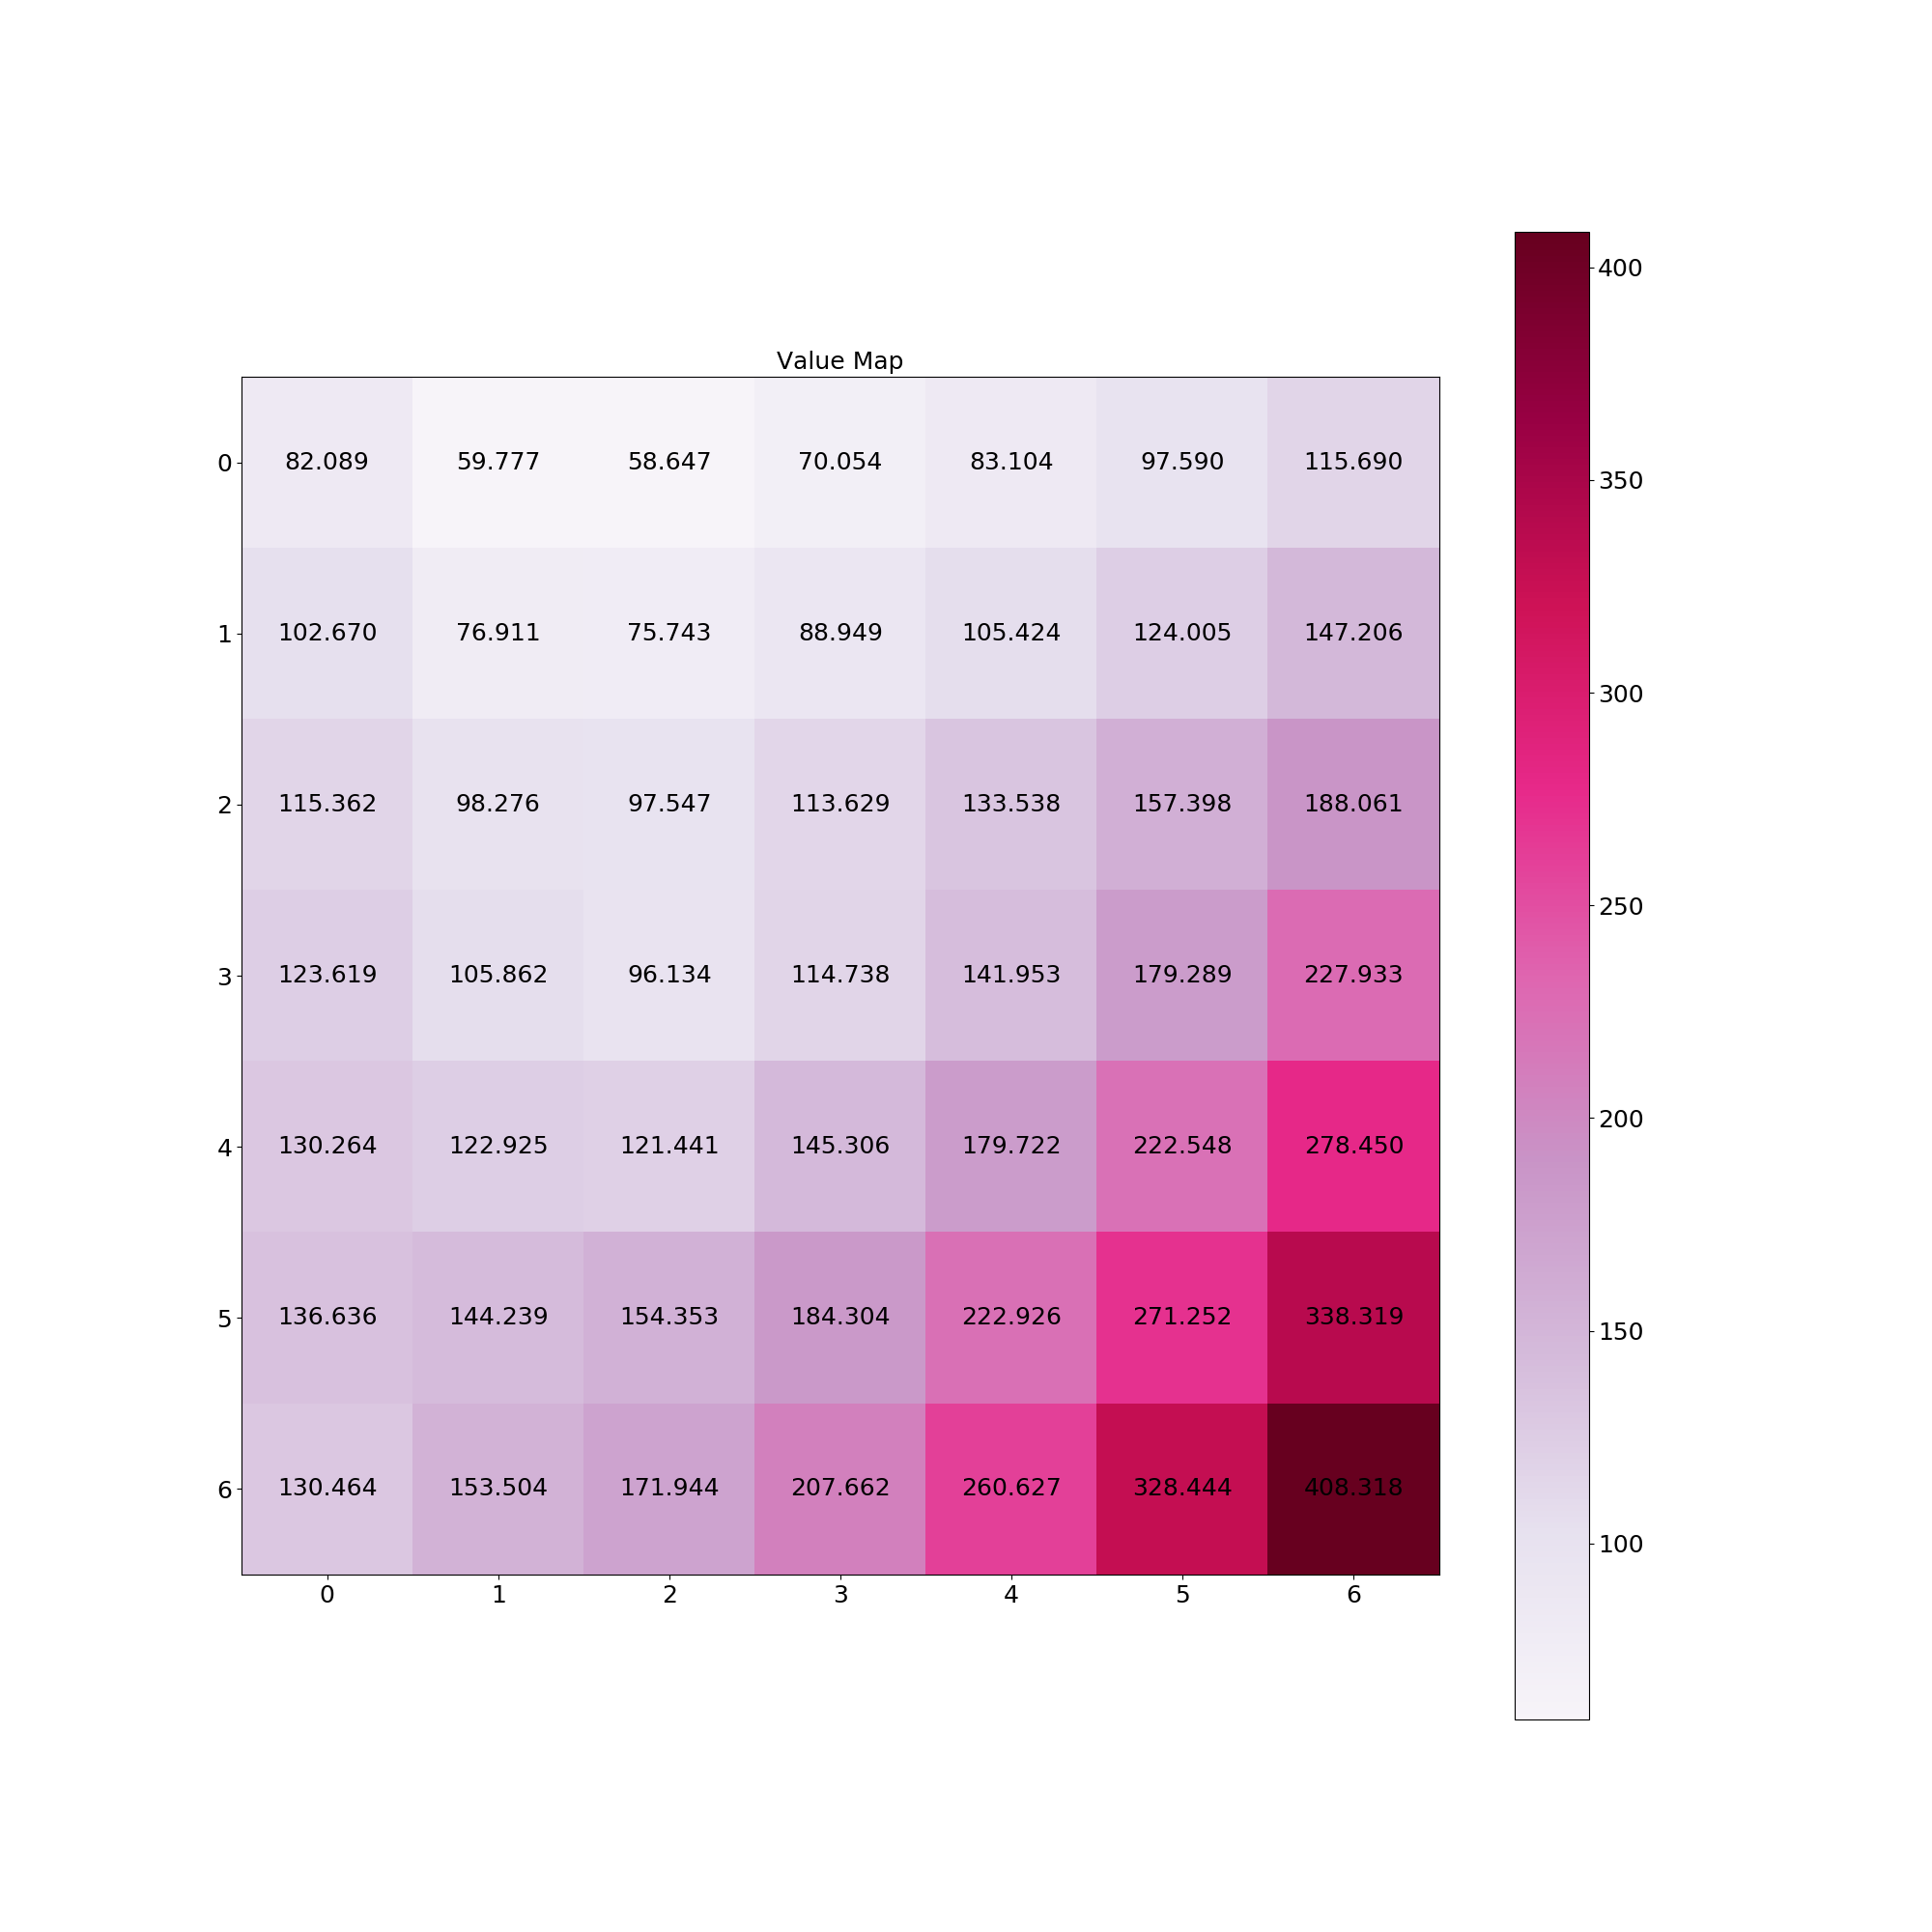 Value Map
0 82.089 59.777 58.647 70.054 83.104 97.590 115.690
1 102.670 76.911 75.743 88.949 105.424 124.005 147.206
2 115.362 98.276 97.547 113.629 133.538 157.398 188.061
3 123.619 105.862 96.134 114.738 141.953 179.289 227.933
4 130.264 122.925 121.441 145.306 179.722 222.548 278.450
5 136.636 144.239 154.353 184.304 222.926 271.252 338.319
6 130.464 153.504 171.944 207.662 260.627 328.444 408.318
0 1 2 3 4 5 6
400
350
300
250
200
150
100